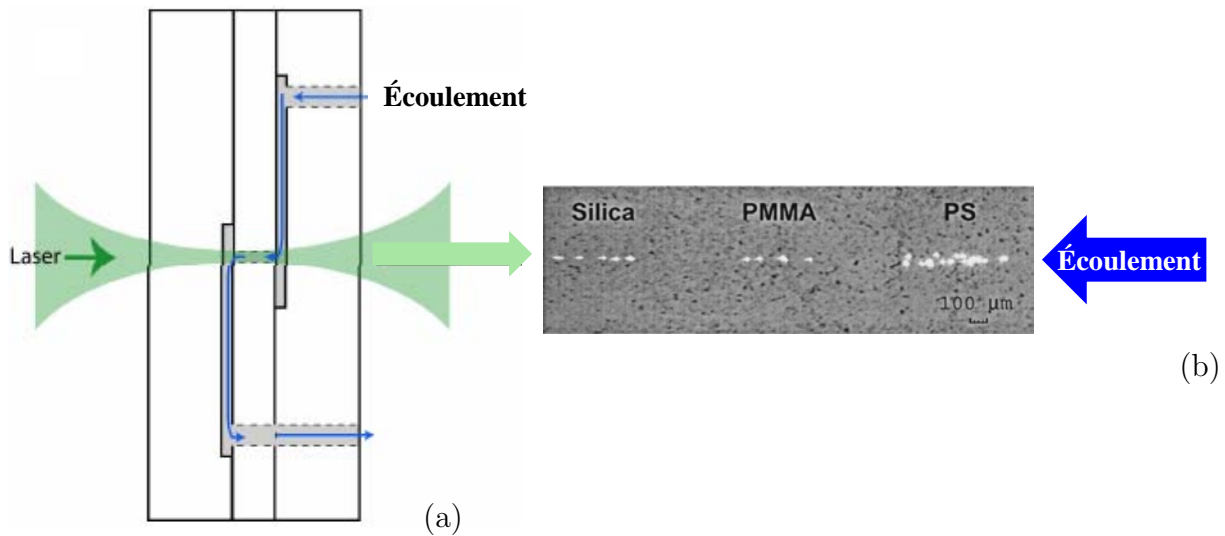 Écoulement
Laser
(a)
Silica PMMA PS
Écoulement
100 µm
(b)